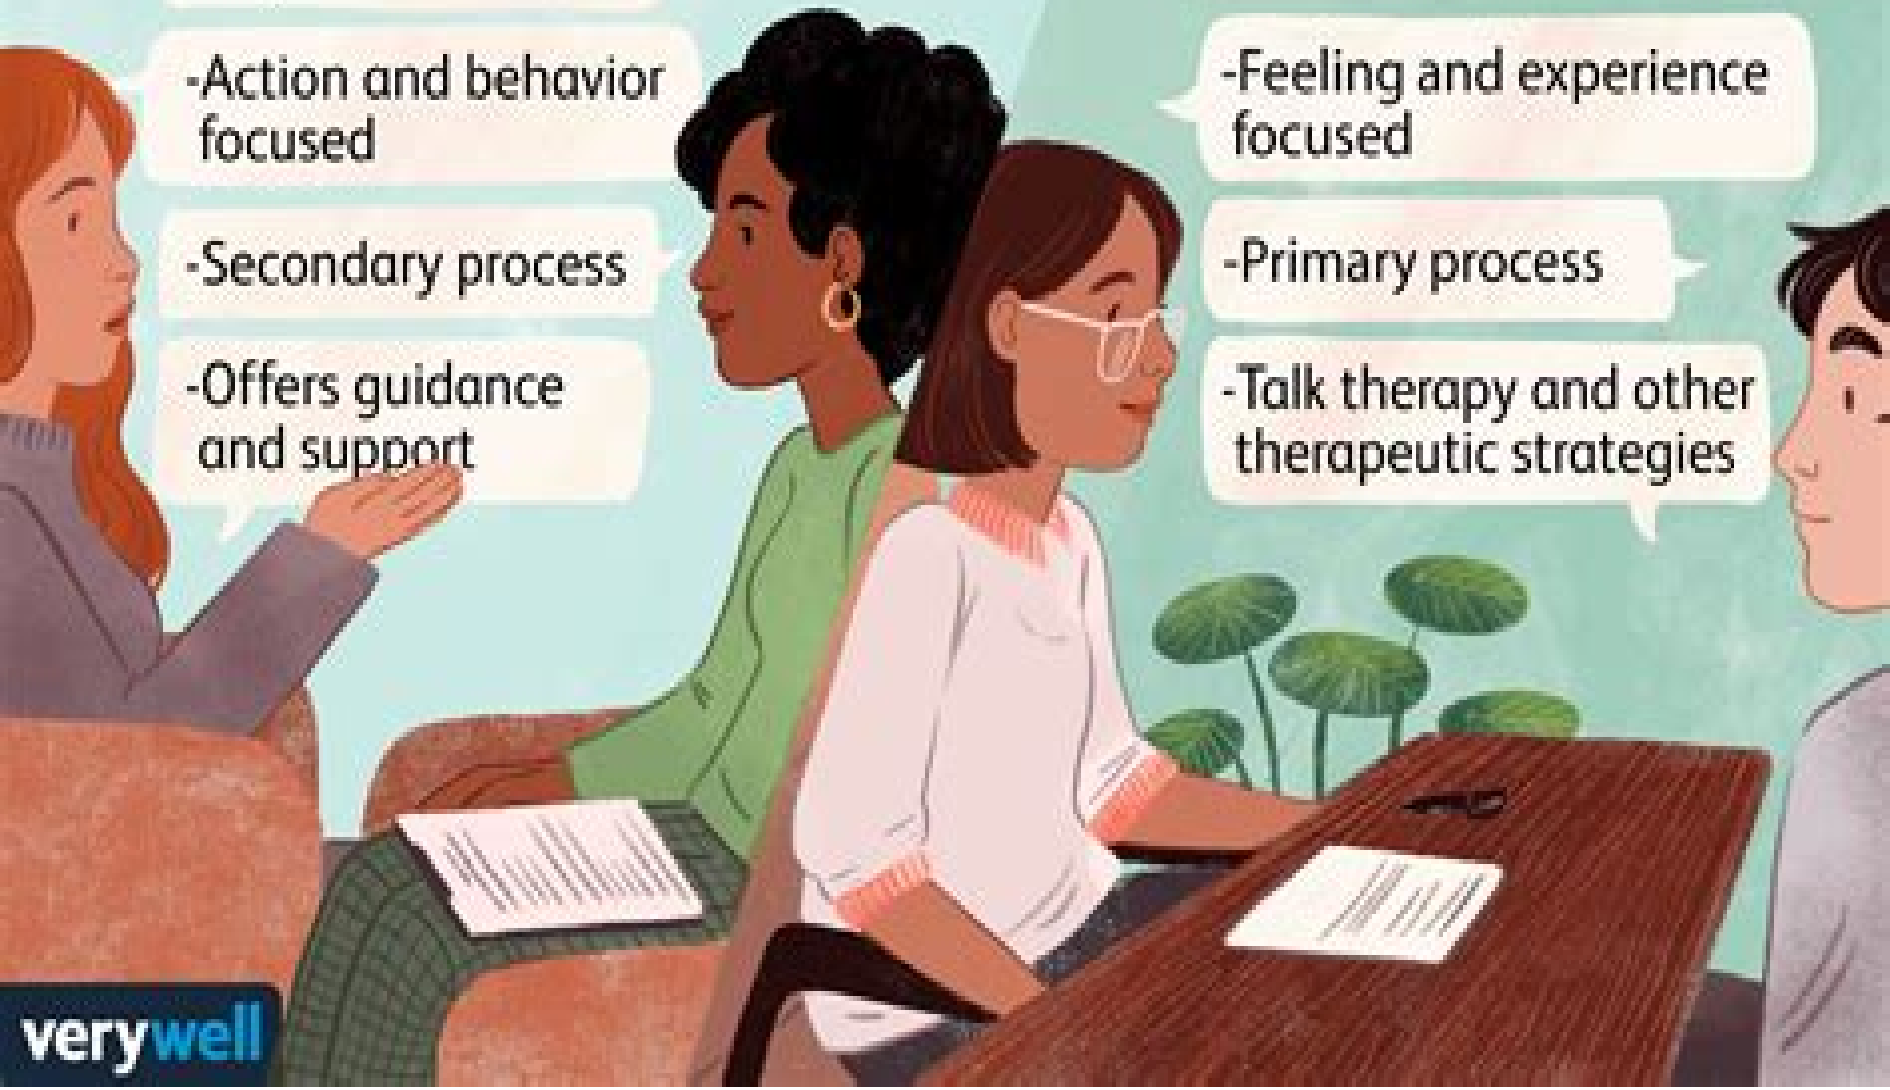 -Action and behavior
focused
-Secondary process
-Offers guidance
and support
-Feeling and experience
focused
-Primary process
-Talk therapy and other
therapeutic strategies
verywell